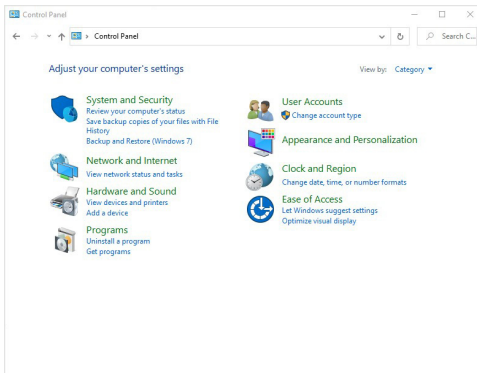 Control Panel
Control Panel
Search C...
Adjust your computer's settings
View by: Category
System and Security
Review your computer's status
Save backup copies of your files with File
History
Backup and Restore (Windows 7)
Network and Internet
View network status and tasks
Hardware and Sound
View devices and printers
Add a device
Programs
Uninstall a program
Get programs
User Accounts
Change account type
Appearance and Personalization
Clock and Region
Change date, time, or number formats
Ease of Access
Let Windows suggest settings
Optimize visual display